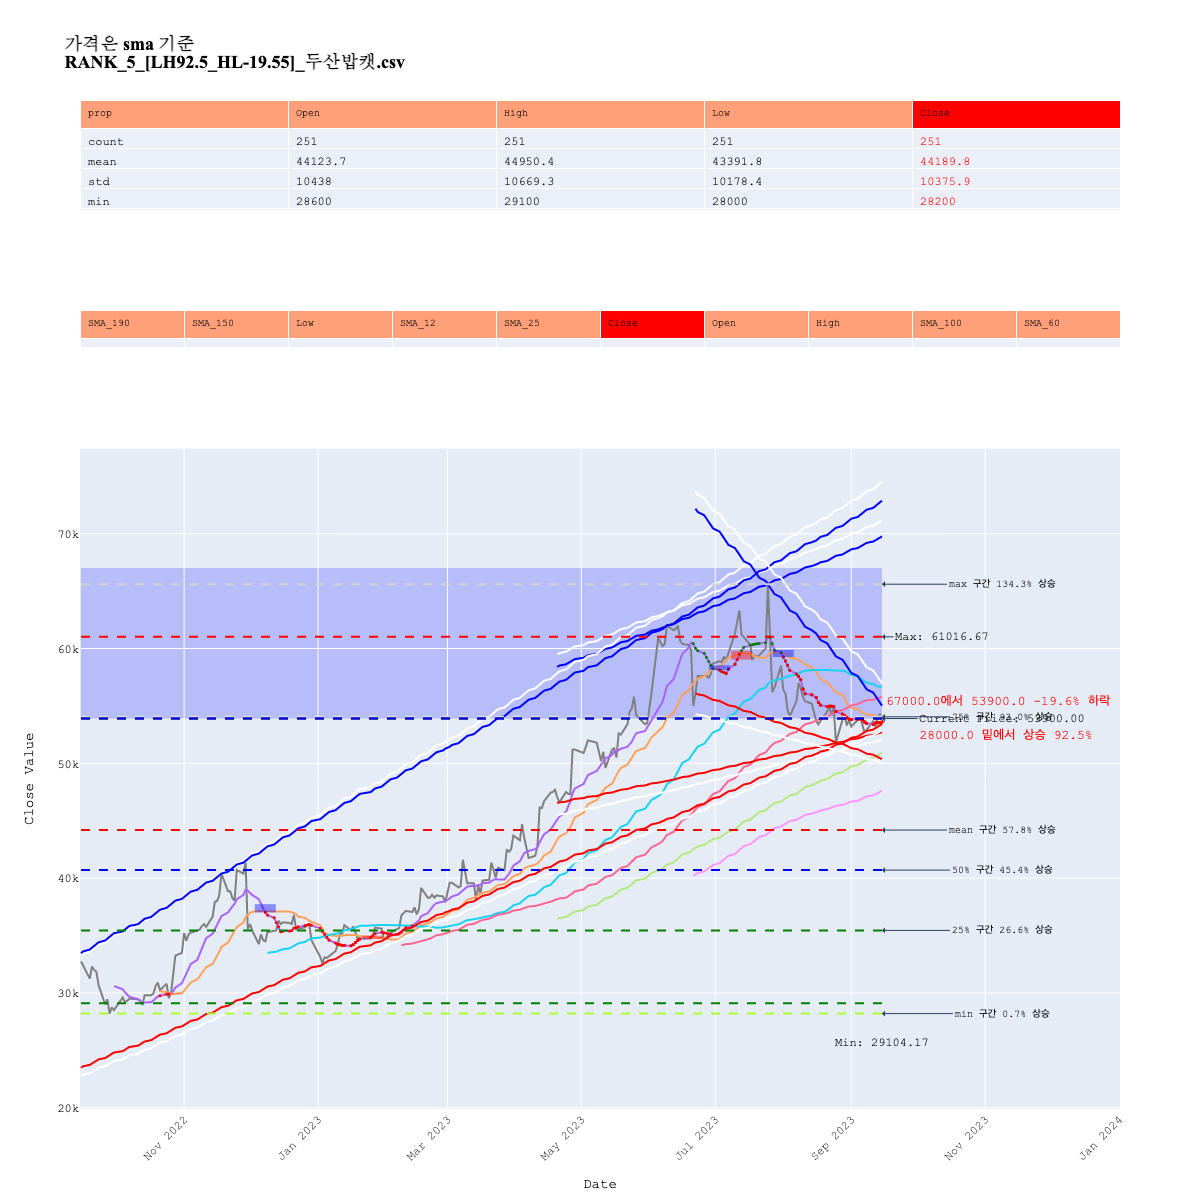 가격은 sma 기준
RANK_5_[LH92.5_HL-19.55]_두산밥캣.csv
prop Open High Low Close
count 251 251 251 251
mean 44123.7 44950.4 43391.8 44189.8
std 10438 10669.3 10178.4 10375.9
min 28600 29100 28000 28200
SMA_190 SMA_150 Low SMA_12 SMA_25 Close Open High SMA_100 SMA_60
70k
max 구간 134.3% 상승
Max: 61016.67
60k
67000.0에서 53900.0 -19.6% 하락
Current Price: 53900.00
28000.0 밑에서 상승 92.5%
50k
mean 구간 57.8% 상승
50% 구간 45.4% 상승
40k
25% 구간 26.6% 상승
30k
min 구간 0.7% 상승
Min: 29104.17
20k
Close Value
Nov 2022 Jan 2023 Mar 2023 May 2023 Jul 2023 Sep 2023 Nov 2023 Jan 2024
Date